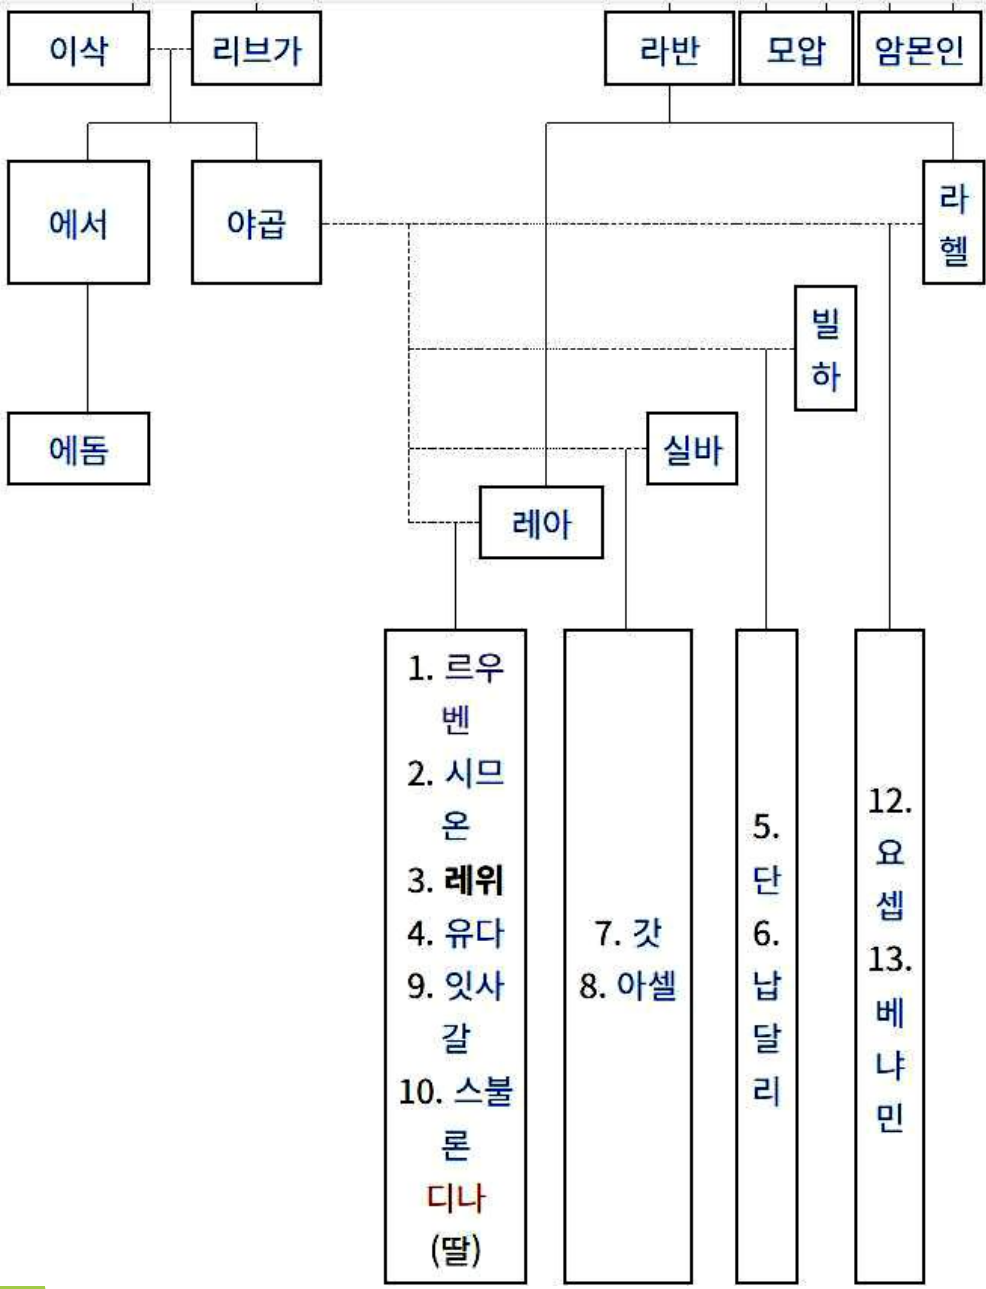 이삭
리브가
라반
모압
암몬인
에서
야곱
라
헬
빌
하
에돔
실바
레아
1. 르우
벤
2. 시므
온
3. 레위
4. 유다
9. 잇사
갈
10. 스불
론
디나
(딸)
7. 갓
8. 아셀
5.
단
6.
납
달
리
12.
요
셉
13.
베
냐
민